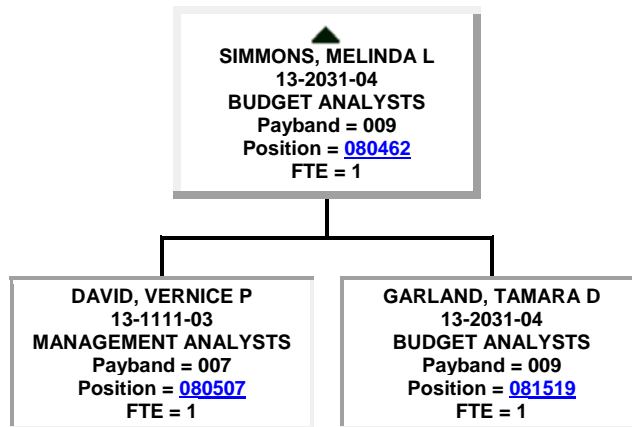 SIMMONS, MELINDA L
13-2031-04
BUDGET ANALYSTS
Payband = 009
Position = 080462
FTE = 1
DAVID, VERNICE P
13-1111-03
MANAGEMENT ANALYSTS
Payband = 007
Position = 080507
FTE = 1
GARLAND, TAMARA D
13-2031-04
BUDGET ANALYSTS
Payband = 009
Position = 081519
FTE = 1